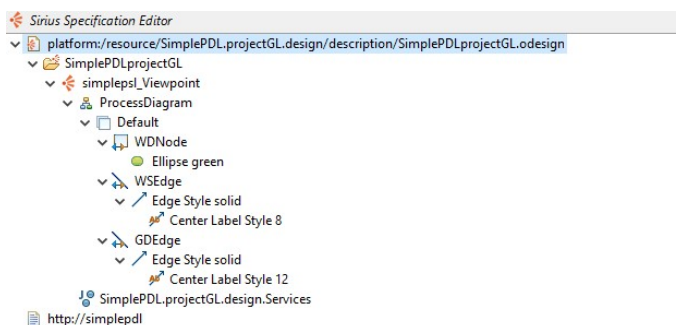 Sirius Specification Editor
platform:/resource/SimplePDL.projectGL.design/description/SimplePDLprojectGL.odesign
SimplePDLprojectGL
simplepsl_Viewpoint
ProcessDiagram
Default
WDNode
Ellipse green
WSEdge
Edge Style solid
Center Label Style 8
GDEdge
Edge Style solid
Center Label Style 12
SimplePDL.projectGL.design.Services
http://simplepdl